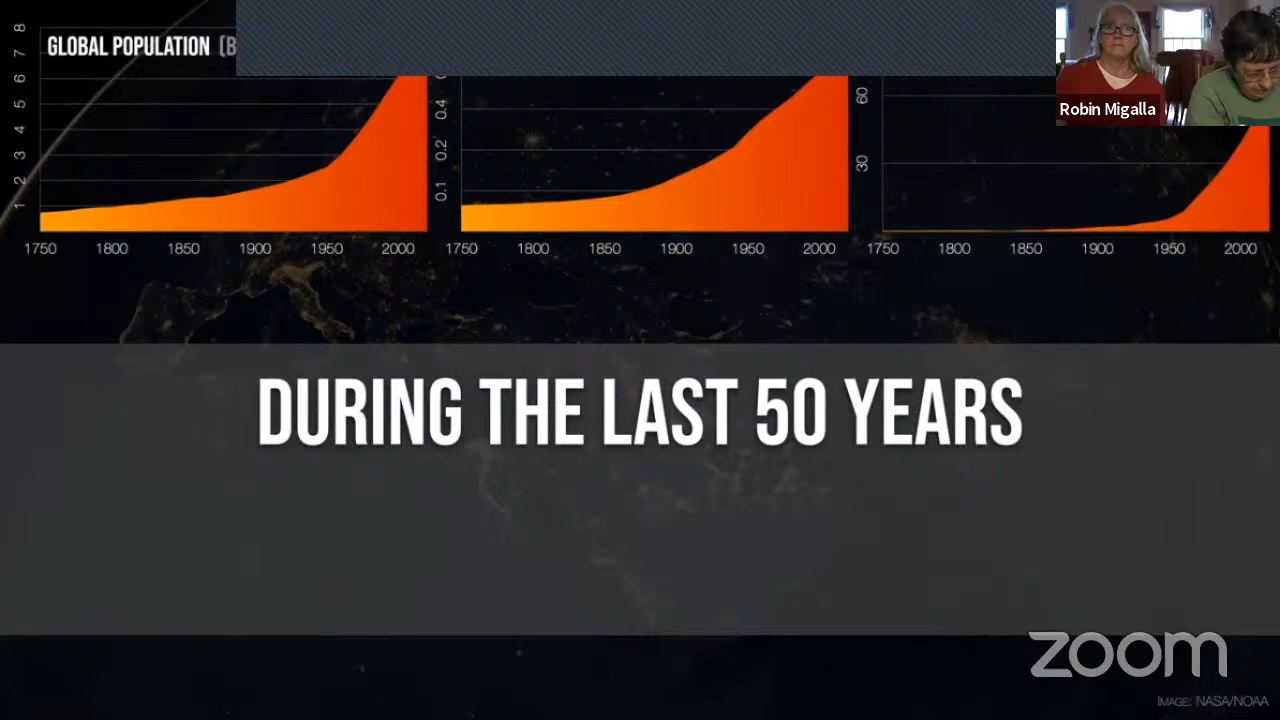 GLOBAL POPULATION (B
Robin Migalla
8
7
6
5
4
3
2
1
0.4
0.2
0.1
60
30
1750 1800 1850 1900 1950 2000
1750 1800 1850 1900 1950 2000
1750 1800 1850 1900 1950 2000
DURING THE LAST 50 YEARS
zoom
IMAGE: NASA/NOAA